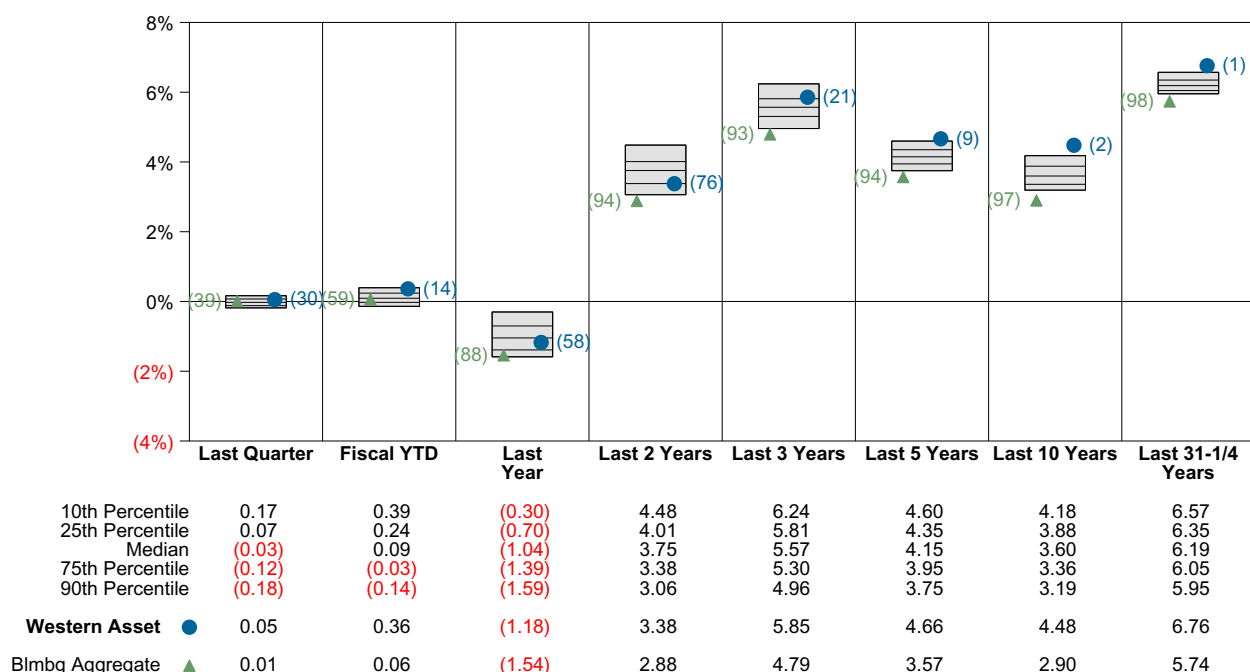 8%
6%
4%
2%
0%
(2%)
(4%)
(39) (30) (59) (14) (88) (58) (94) (76) (93) (21) (94) (9) (97) (2) (98) (1)
Last Quarter Fiscal YTD Last Year Last 2 Years Last 3 Years Last 5 Years Last 10 Years Last 31-1/4 Years
10th Percentile 0.17 0.39 (0.30) 4.48 6.24 4.60 4.18 6.57
25th Percentile 0.07 0.24 (0.70) 4.01 5.81 4.35 3.88 6.35
Median (0.03) 0.09 (1.04) 3.75 5.57 4.15 3.60 6.19
75th Percentile (0.12) (0.03) (1.39) 3.38 5.30 3.95 3.36 6.05
90th Percentile (0.18) (0.14) (1.59) 3.06 4.96 3.75 3.19 5.95
Western Asset 0.05 0.36 (1.18) 3.38 5.85 4.66 4.48 6.76
Blmbg Aggregate 0.01 0.06 (1.54) 2.88 4.79 3.57 2.90 5.74